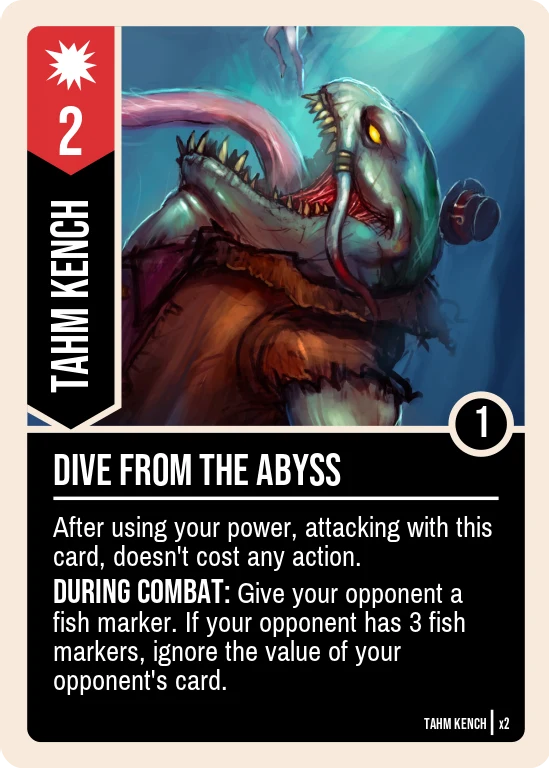 2
TAHM KENCH
1
DIVE FROM THE ABYSS
After using your power, attacking with this
card, doesn't cost any action.
DURING COMBAT: Give your opponent a
fish marker. If your opponent has 3 fish
markers, ignore the value of your
opponent's card.
TAHM KENCH x2